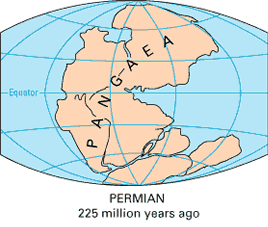 PANGAEA
Equator
PERMIAN
225 million years ago